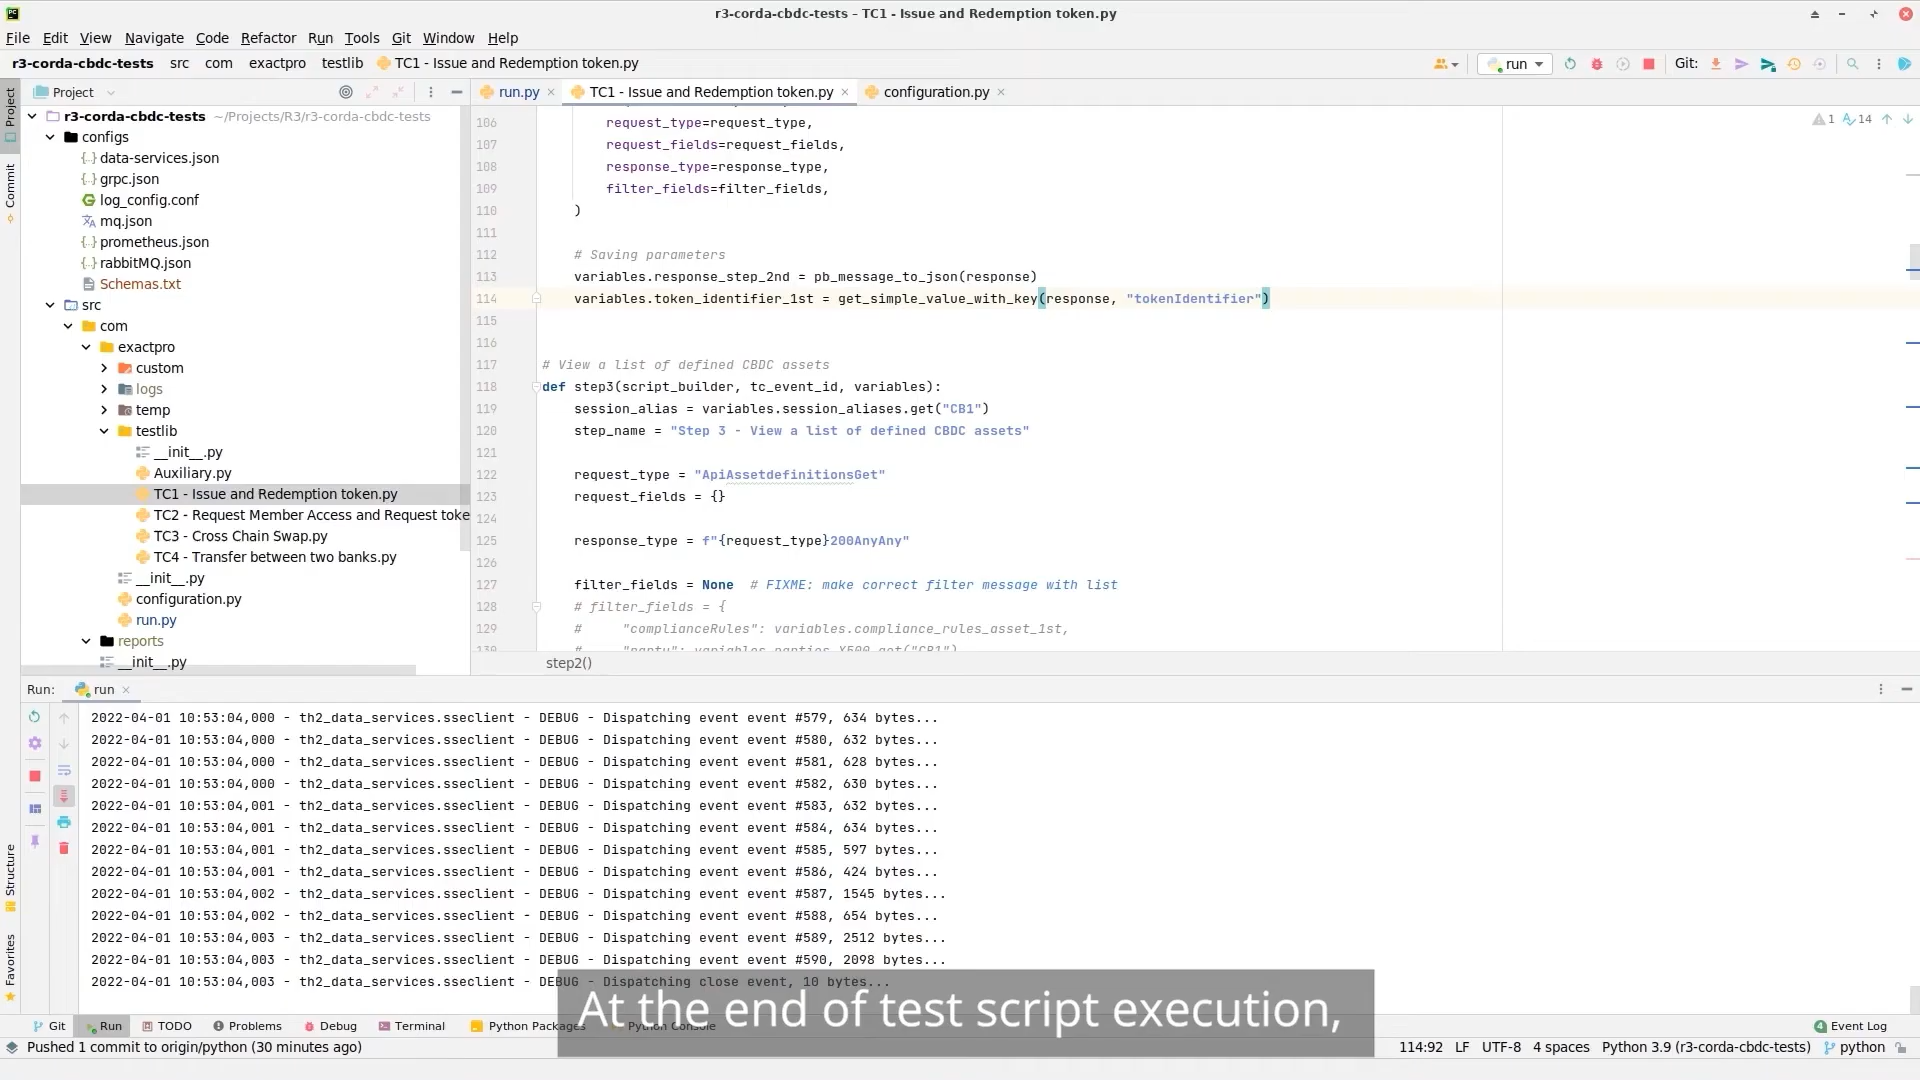 r3-corda-cbdc-tests – TC1 - Issue and Redemption token.py
File Edit View Navigate Code Refactor Run Tools Git Window Help
r3-corda-cbdc-tests src com exactpro testlib TC1 - Issue and Redemption token.py
run Git:
Project
run.py
TC1 - Issue and Redemption token.py
configuration.py
Project
Commit
Structure
Favorites
r3-corda-cbdc-tests ~/Projects/R3/r3-corda-cbdc-tests
configs
data-services.json
grpc.json
log_config.conf
mq.json
prometheus.json
rabbitMQ.json
Schemas.txt
src
com
exactpro
custom
logs
temp
testlib
__init__.py
Auxiliary.py
TC1 - Issue and Redemption token.py
TC2 - Request Member Access and Request toke
TC3 - Cross Chain Swap.py
TC4 - Transfer between two banks.py
__init__.py
configuration.py
run.py
reports
__init__.py
1 14
106 request_type=request_type,
107 request_fields=request_fields,
108 response_type=response_type,
109 filter_fields=filter_fields,
110 )
111
112 # Saving parameters
113 variables.response_step_2nd = pb_message_to_json(response)
114 variables.token_identifier_1st = get_simple_value_with_key(response, "tokenIdentifier")
115
116
117 # View a list of defined CBDC assets
118 def step3(script_builder, tc_event_id, variables):
119 session_alias = variables.session_aliases.get("CB1")
120 step_name = "Step 3 - View a list of defined CBDC assets"
121
122 request_type = "ApiAssetdefinitionsGet"
123 request_fields = {}
124
125 response_type = f"{request_type}200AnyAny"
126
127 filter_fields = None # FIXME: make correct filter message with list
128 # filter_fields = {
129 # "complianceRules": variables.compliance_rules_asset_1st,
130 # "party": variables.parties_X500.get("CB1")
step2()
Run: run
2022-04-01 10:53:04,000 - th2_data_services.sseclient - DEBUG - Dispatching event event #579, 634 bytes...
2022-04-01 10:53:04,000 - th2_data_services.sseclient - DEBUG - Dispatching event event #580, 632 bytes...
2022-04-01 10:53:04,000 - th2_data_services.sseclient - DEBUG - Dispatching event event #581, 628 bytes...
2022-04-01 10:53:04,000 - th2_data_services.sseclient - DEBUG - Dispatching event event #582, 630 bytes...
2022-04-01 10:53:04,001 - th2_data_services.sseclient - DEBUG - Dispatching event event #583, 632 bytes...
2022-04-01 10:53:04,001 - th2_data_services.sseclient - DEBUG - Dispatching event event #584, 634 bytes...
2022-04-01 10:53:04,001 - th2_data_services.sseclient - DEBUG - Dispatching event event #585, 597 bytes...
2022-04-01 10:53:04,001 - th2_data_services.sseclient - DEBUG - Dispatching event event #586, 424 bytes...
2022-04-01 10:53:04,002 - th2_data_services.sseclient - DEBUG - Dispatching event event #587, 1545 bytes...
2022-04-01 10:53:04,002 - th2_data_services.sseclient - DEBUG - Dispatching event event #588, 654 bytes...
2022-04-01 10:53:04,003 - th2_data_services.sseclient - DEBUG - Dispatching event event #589, 2512 bytes...
2022-04-01 10:53:04,003 - th2_data_services.sseclient - DEBUG - Dispatching event event #590, 2098 bytes...
2022-04-01 10:53:04,003 - th2_data_services.sseclient - DEBUG - Dispatching close event, 10 bytes...
At the end of test script execution,
Git Run TODO Problems Debug Terminal Python Packages Python Console 4 Event Log
Pushed 1 commit to origin/python (30 minutes ago) 114:92 LF UTF-8 4 spaces Python 3.9 (r3-corda-cbdc-tests) python